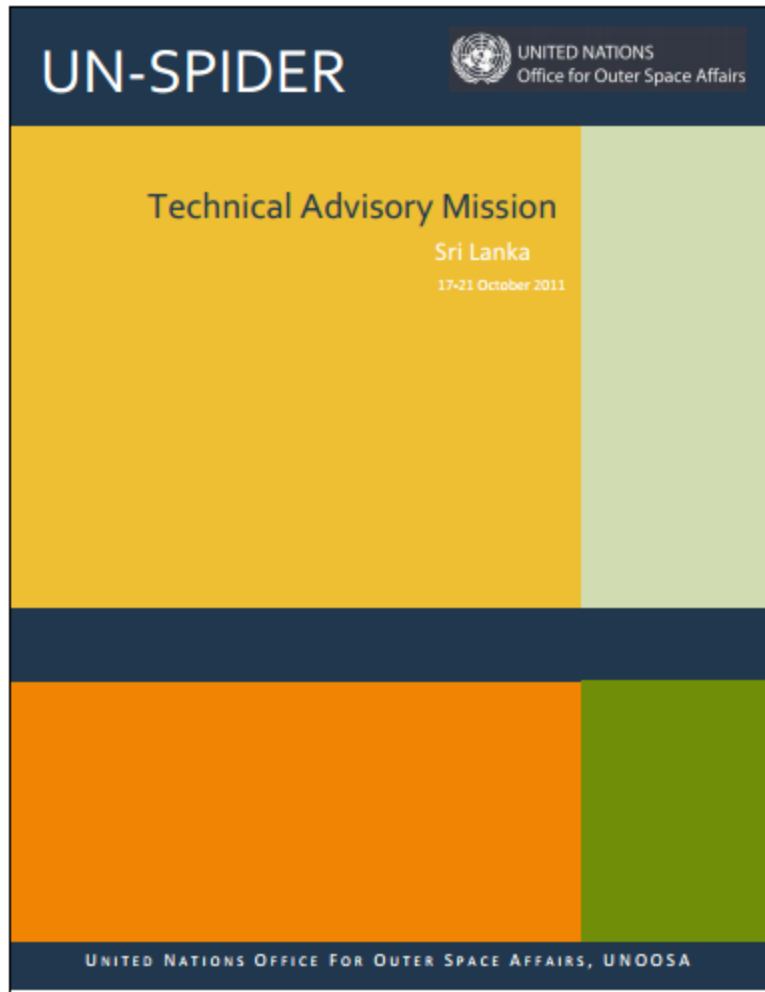 UN-SPIDER
UNITED NATIONS
Office for Outer Space Affairs
Technical Advisory Mission
Sri Lanka
17-21 October 2011
UNITED NATIONS OFFICE FOR OUTER SPACE AFFAIRS, UNOOSA